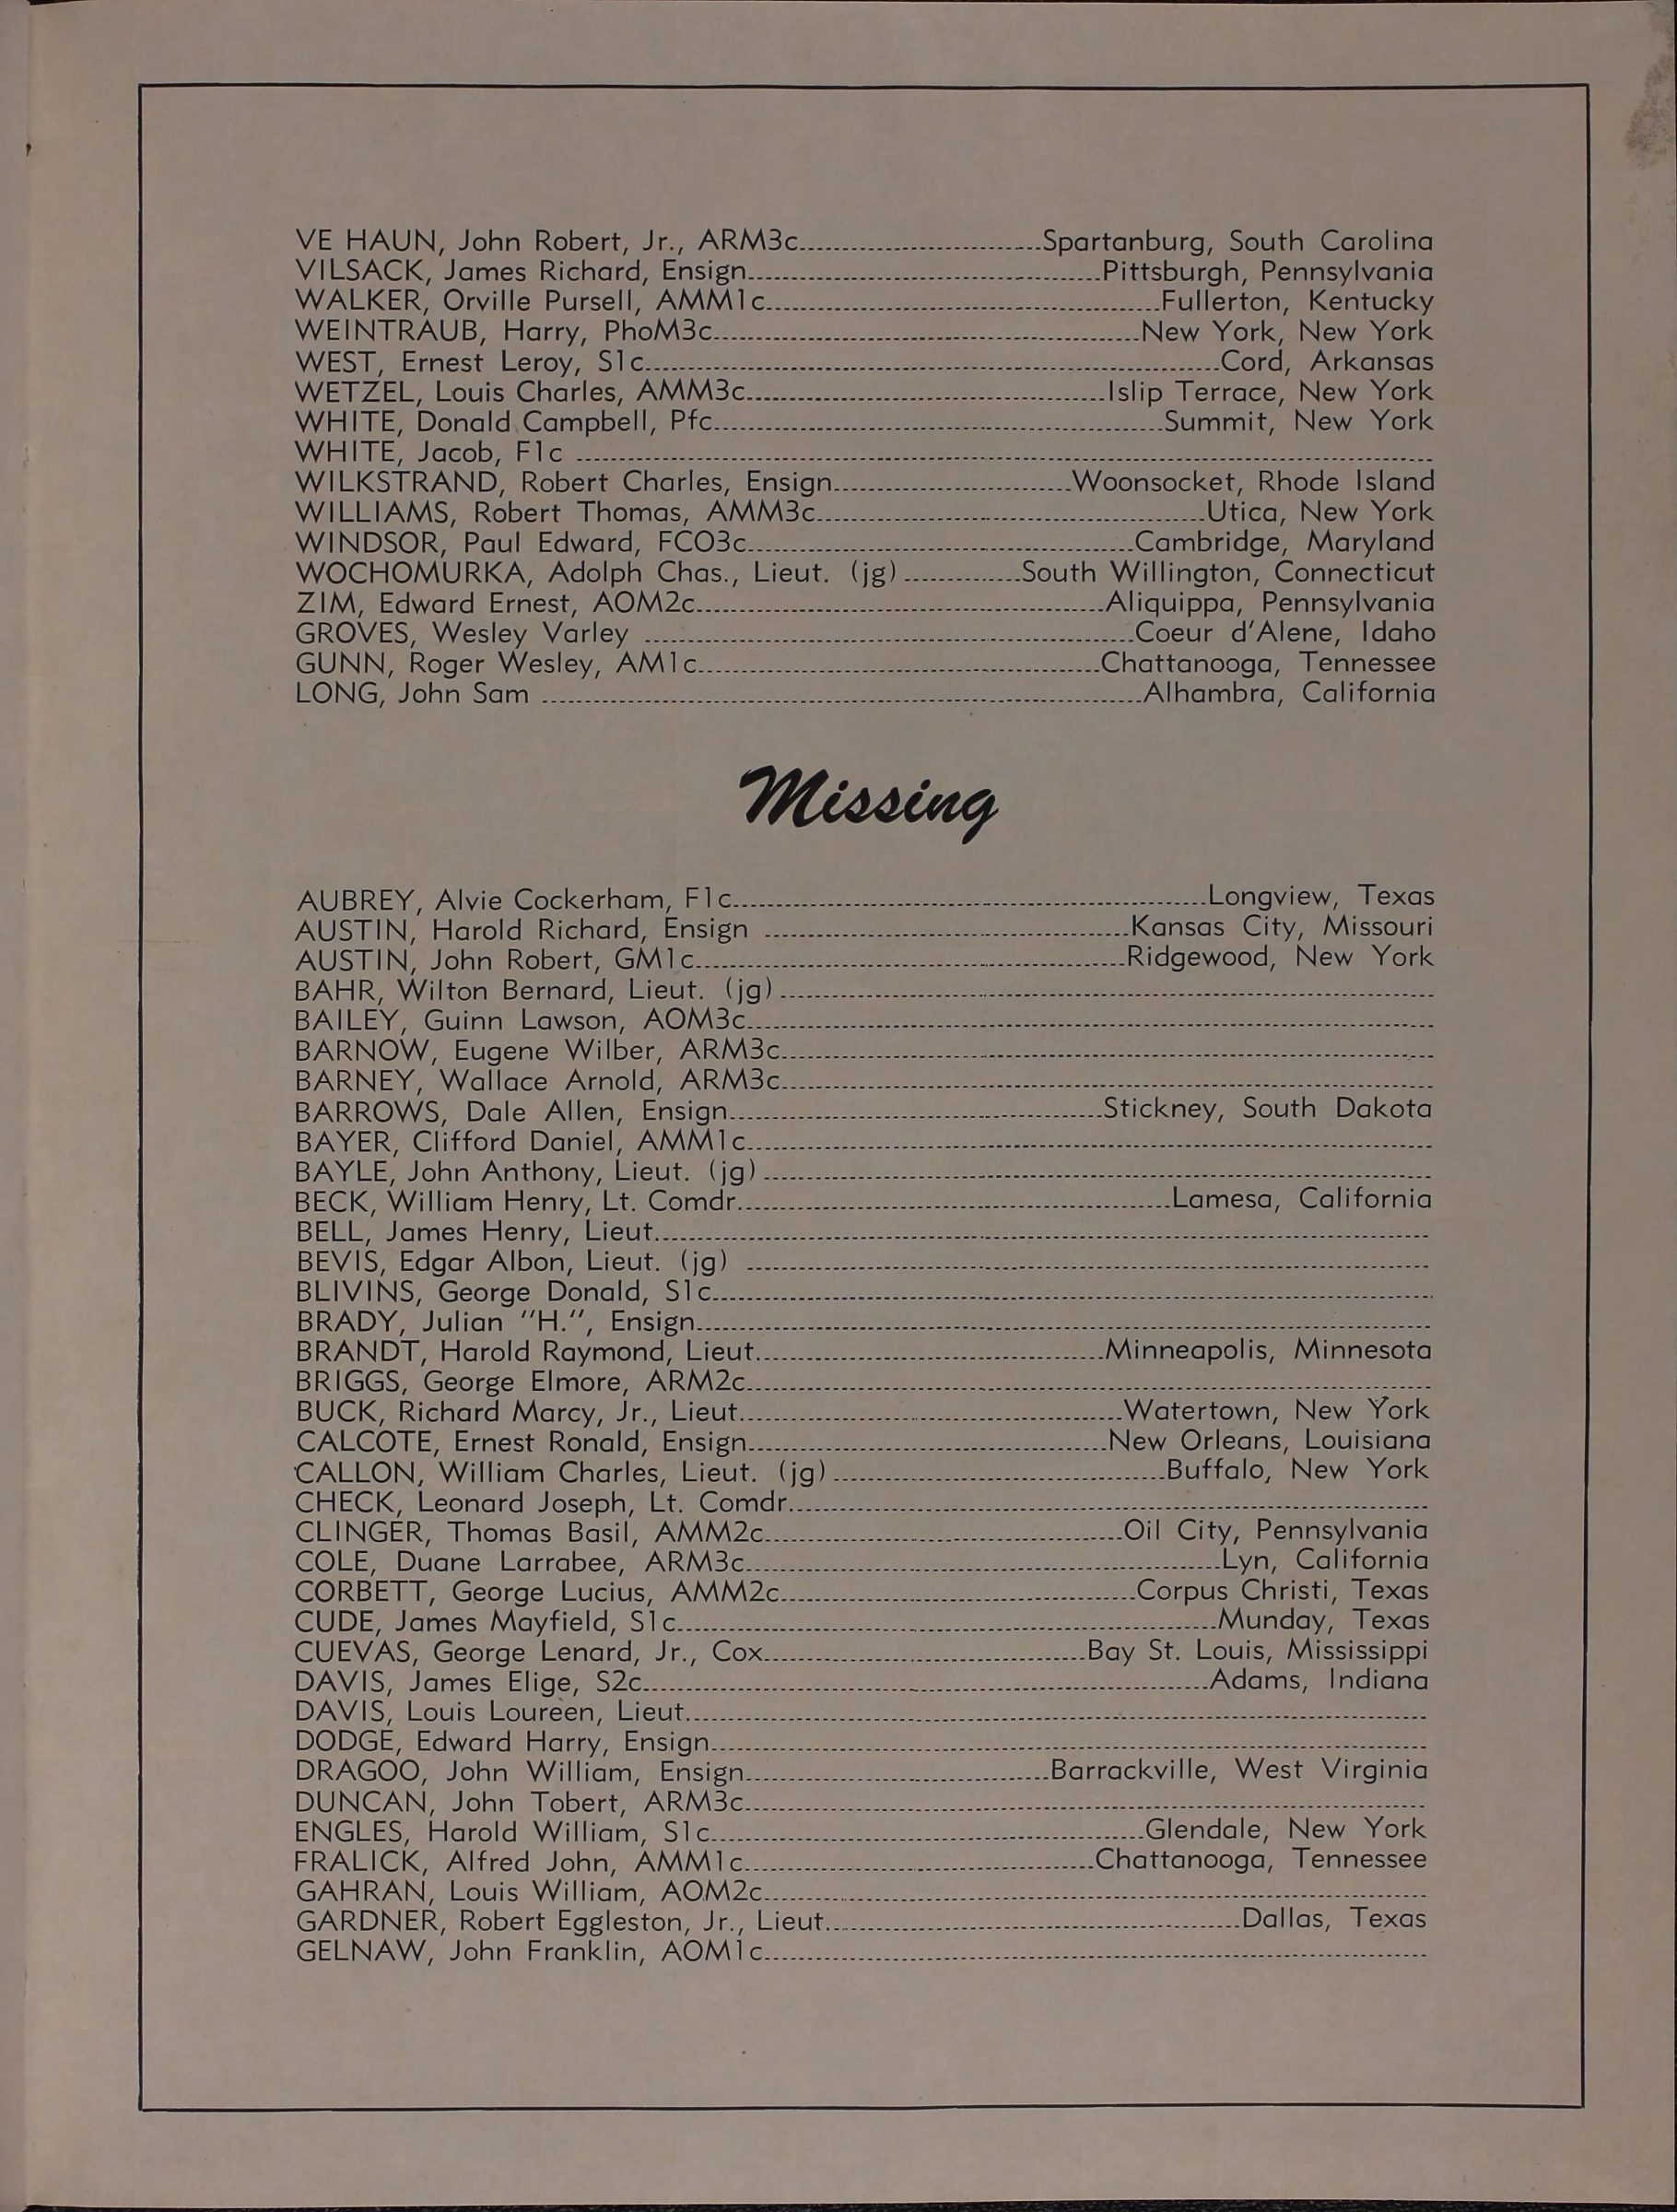 VE HAUN, John Robert, Jr., ARM3c........Spartanburg, South Carolina
VILSACK, James Richard, Ensign........Pittsburgh, Pennsylvania
WALKER, Orville Pursell, AMM1c........Fullerton, Kentucky
WEINTRAUB, Harry, PhoM3c........New York, New York
WEST, Ernest Leroy, S1c........Cord, Arkansas
WETZEL, Louis Charles, AMM3c........Islip Terrace, New York
WHITE, Donald Campbell, Pfc........Summit, New York
WHITE, Jacob, F1c ........
WILKSTRAND, Robert Charles, Ensign........Woonsocket, Rhode Island
WILLIAMS, Robert Thomas, AMM3c........Utica, New York
WINDSOR, Paul Edward, FCO3c........Cambridge, Maryland
WOCHOMURKA, Adolph Chas., Lieut. (jg)........South Willington, Connecticut
ZIM, Edward Ernest, AOM2c........Aliquippa, Pennsylvania
GROVES, Wesley Varley ........Coeur d'Alene, Idaho
GUNN, Roger Wesley, AM1c........Chattanooga, Tennessee
LONG, John Sam ........Alhambra, California
Missing
AUBREY, Alvie Cockerham, F1c........Longview, Texas
AUSTIN, Harold Richard, Ensign ........Kansas City, Missouri
AUSTIN, John Robert, GM1c........Ridgewood, New York
BAHR, Wilton Bernard, Lieut. (jg)........
BAILEY, Guinn Lawson, AOM3c........
BARNOW, Eugene Wilber, ARM3c........
BARNEY, Wallace Arnold, ARM3c........
BARROWS, Dale Allen, Ensign........Stickney, South Dakota
BAYER, Clifford Daniel, AMM1c........
BAYLE, John Anthony, Lieut. (jg)........
BECK, William Henry, Lt. Comdr.........Lamesa, California
BELL, James Henry, Lieut.........
BEVIS, Edgar Albon, Lieut. (jg) ........
BLIVINS, George Donald, S1c........
BRADY, Julian "H.", Ensign........
BRANDT, Harold Raymond, Lieut.........Minneapolis, Minnesota
BRIGGS, George Elmore, ARM2c........
BUCK, Richard Marcy, Jr., Lieut.........Watertown, New York
CALCOTE, Ernest Ronald, Ensign........New Orleans, Louisiana
CALLON, William Charles, Lieut. (jg)........Buffalo, New York
CHECK, Leonard Joseph, Lt. Comdr.........
CLINGER, Thomas Basil, AMM2c........Oil City, Pennsylvania
COLE, Duane Larrabee, ARM3c........Lyn, California
CORBETT, George Lucius, AMM2c........Corpus Christi, Texas
CUDE, James Mayfield, S1c........Munday, Texas
CUEVAS, George Lenard, Jr., Cox........Bay St. Louis, Mississippi
DAVIS, James Elige, S2c........Adams, Indiana
DAVIS, Louis Loureen, Lieut.........
DODGE, Edward Harry, Ensign........
DRAGOO, John William, Ensign........Barrackville, West Virginia
DUNCAN, John Tobert, ARM3c........
ENGLES, Harold William, S1c........Glendale, New York
FRALICK, Alfred John, AMM1c........Chattanooga, Tennessee
GAHRAN, Louis William, AOM2c........
GARDNER, Robert Eggleston, Jr., Lieut.........Dallas, Texas
GELNAW, John Franklin, AOM1c........